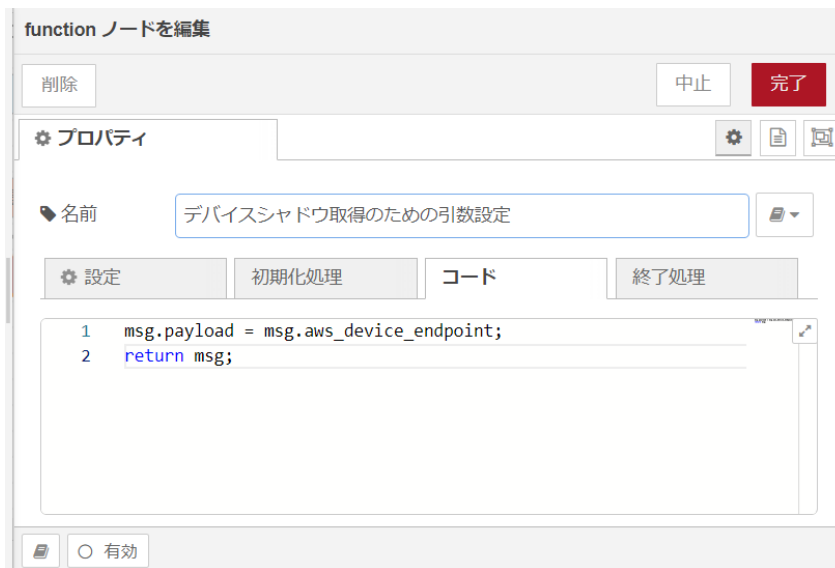 function ノードを編集
削除
中止
完了
プロパティ
名前
デバイスシャドウ取得のための引数設定
設定
初期化処理
コード
終了処理
1 msg.payload = msg.aws_device_endpoint;
2 return msg;
有効